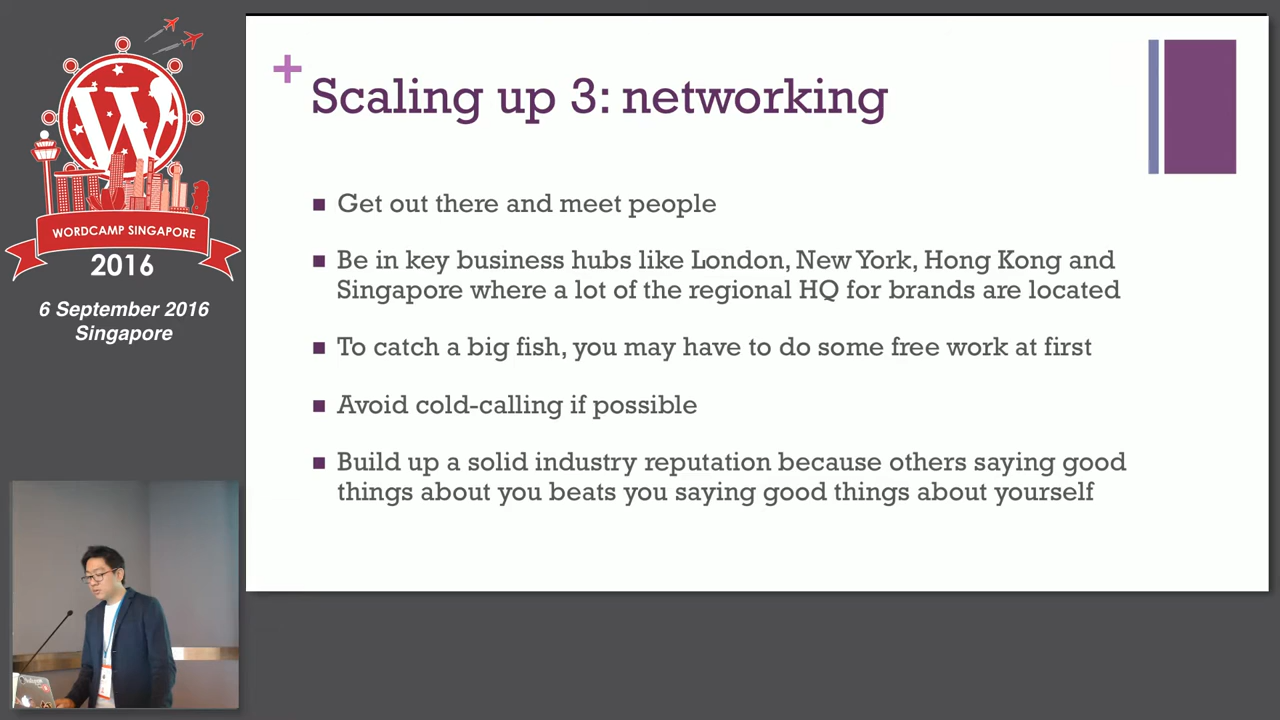 WORDCAMP SINGAPORE
2016
6 September 2016
Singapore
+ Scaling up 3: networking
Get out there and meet people
Be in key business hubs like London, New York, Hong Kong and
Singapore where a lot of the regional HQ for brands are located
To catch a big fish, you may have to do some free work at first
Avoid cold-calling if possible
Build up a solid industry reputation because others saying good
things about you beats you saying good things about yourself